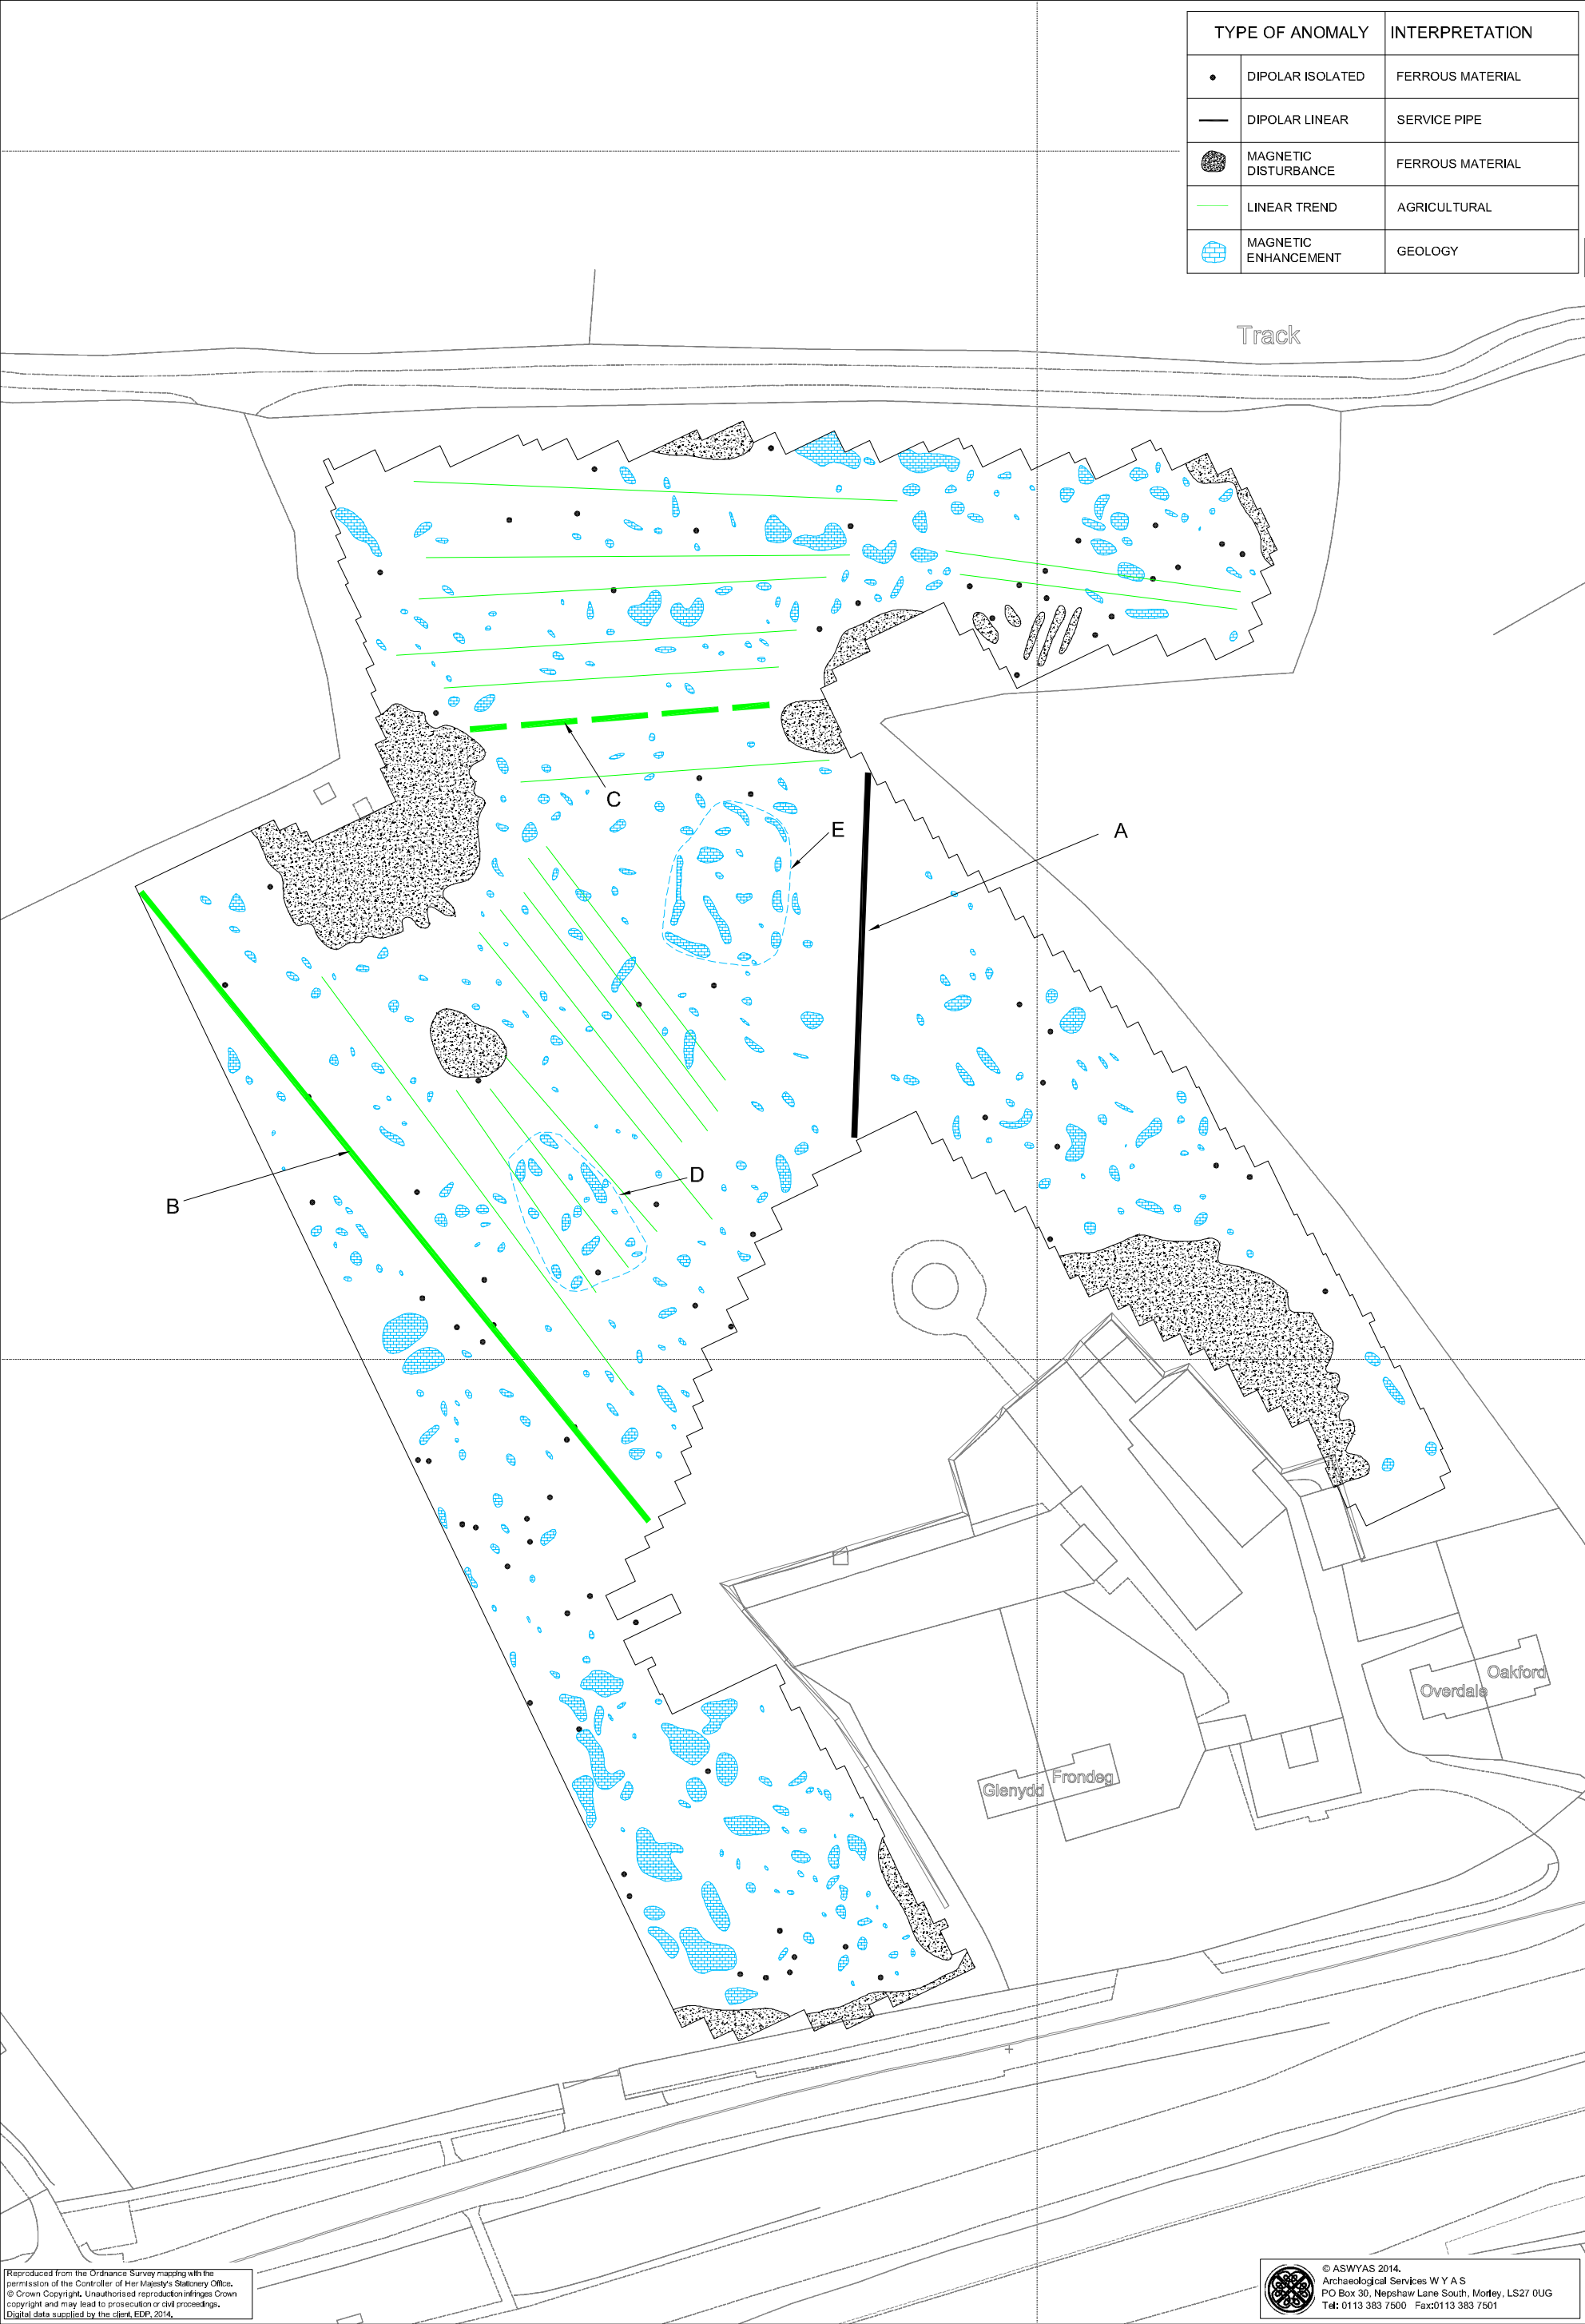 TYPE OF ANOMALY INTERPRETATION
DIPOLAR ISOLATED FERROUS MATERIAL
DIPOLAR LINEAR SERVICE PIPE
MAGNETIC
DISTURBANCE
FERROUS MATERIAL
LINEAR TREND AGRICULTURAL
MAGNETIC
ENHANCEMENT
GEOLOGY
Track
C
E
A
D
B
Oakford
Overdale
Frondeg
Glenydd
Reproduced from the Ordnance Survey mapping with the
permission of the Controller of Her Majesty's Stationery Office.
© Crown Copyright. Unauthorised reproduction infringes Crown
copyright and may lead to prosecution or civil proceedings.
Digital data supplied by the client, EDP, 2014.
© ASWYAS 2014.
Archaeological Services W Y A S
PO Box 30, Nepshaw Lane South, Morley, LS27 0UG
Tel: 0113 383 7500 Fax:0113 383 7501